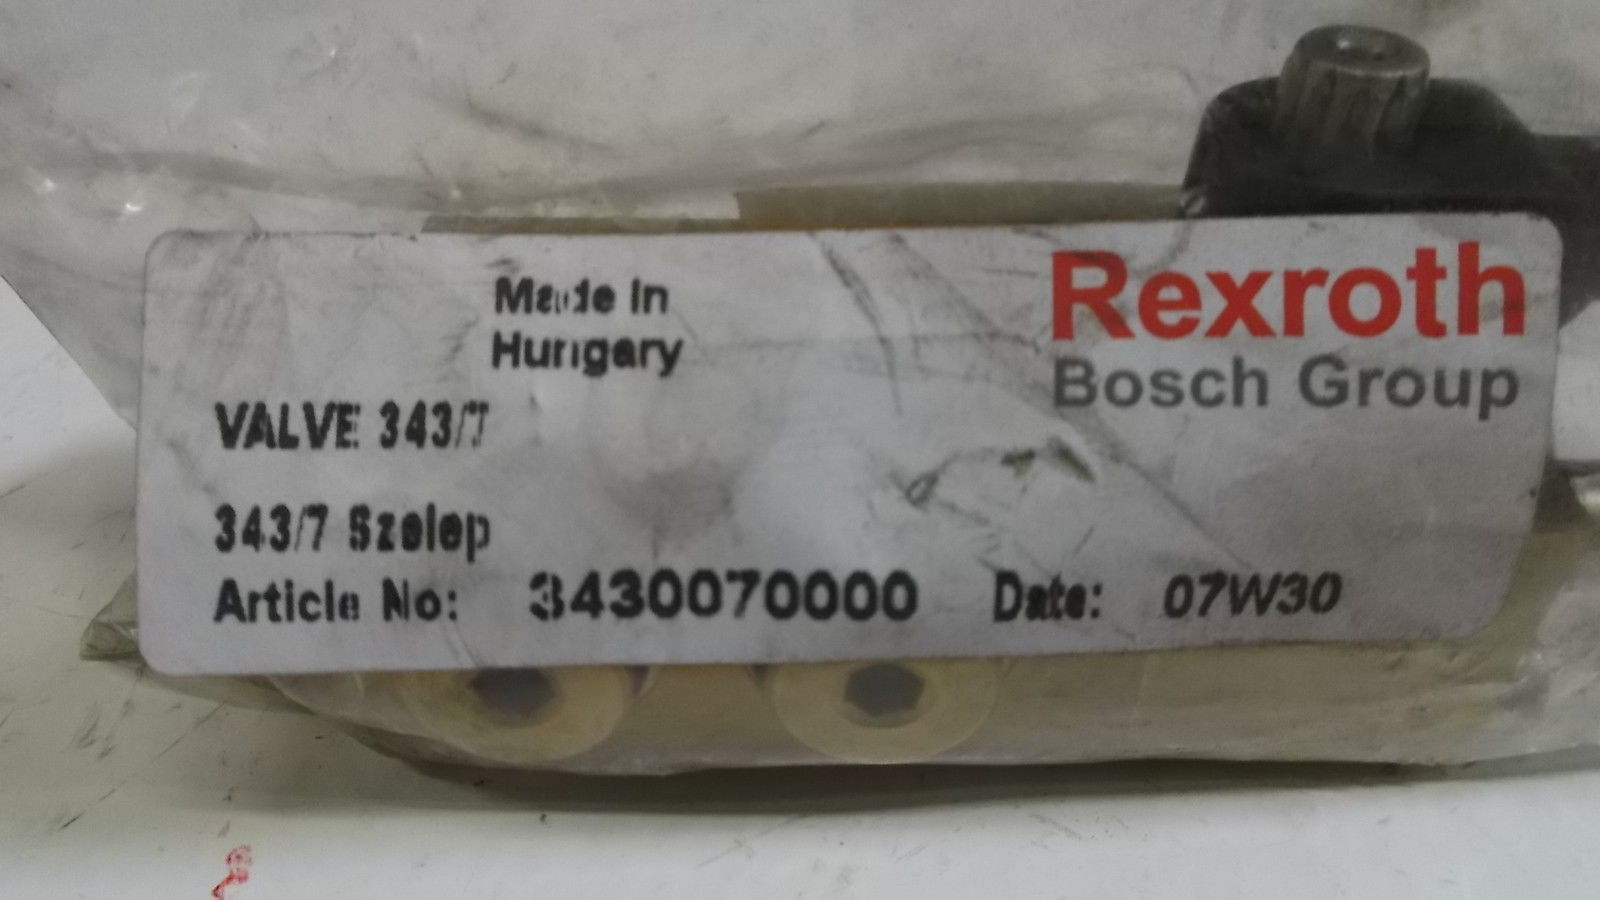 Made In
Hungary
Rexroth
Bosch Group
VALVE 343/7
343/7 Szelep
Article No: 3430070000 Date: 07W30